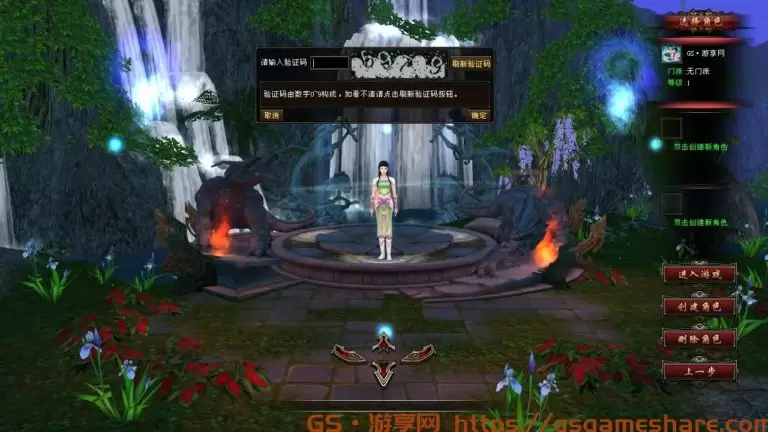 选择角色
请输入验证码
刷新验证码
验证码由数字0~9构成，如看不清请点击刷新验证码按钮。
取消
确定
GS·游享网
门派 无门派
等级 1
双击创建新角色
双击创建新角色
进入游戏
创建角色
删除角色
上一步
GS·游享网 https://gsgameshare.com